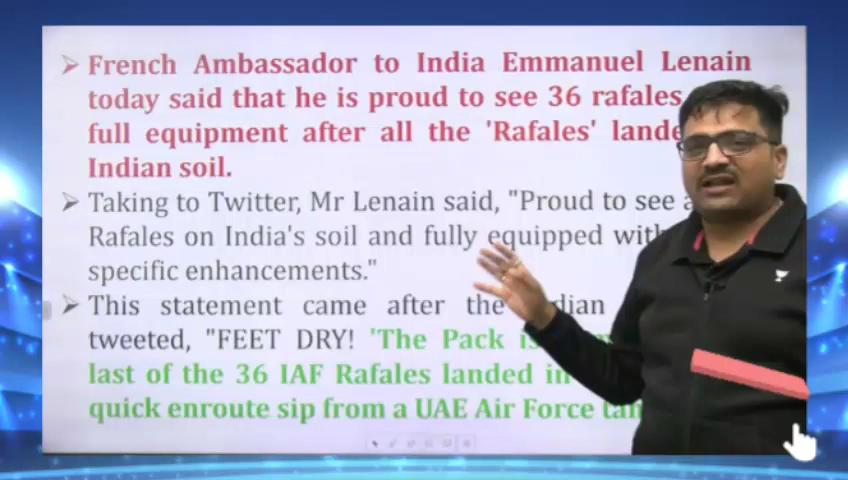 ➢ French Ambassador to India Emmanuel Lenain
today said that he is proud to see 36 rafales
full equipment after all the 'Rafales' lande
Indian soil.
➢ Taking to Twitter, Mr Lenain said, "Proud to see a
Rafales on India's soil and fully equipped with
specific enhancements."
➢ This statement came after the dian
tweeted, "FEET DRY! 'The Pack is
last of the 36 IAF Rafales landed in
quick enroute sip from a UAE Air Force tan